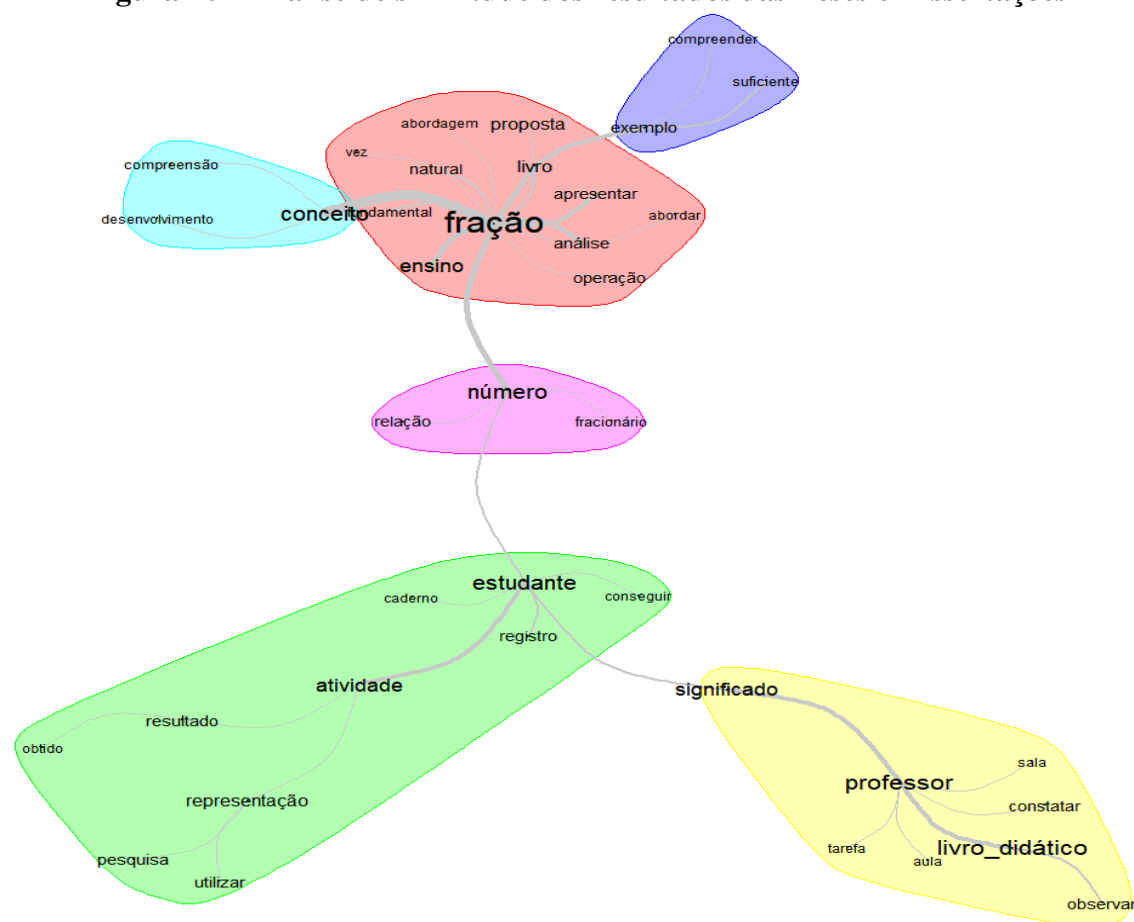 compreender
suficiente
exemplo
abordagem
proposta
vez
natural
livro
compreensão
apresentar
desenvolvimento
conceito
fundamental
fração
abordar
análise
ensino
operação
número
relação
fracionário
estudante
caderno
conseguir
registro
atividade
significado
resultado
obtido
sala
professor
representação
constatar
tarefa
livro_didático
pesquisa
aula
utilizar
observar